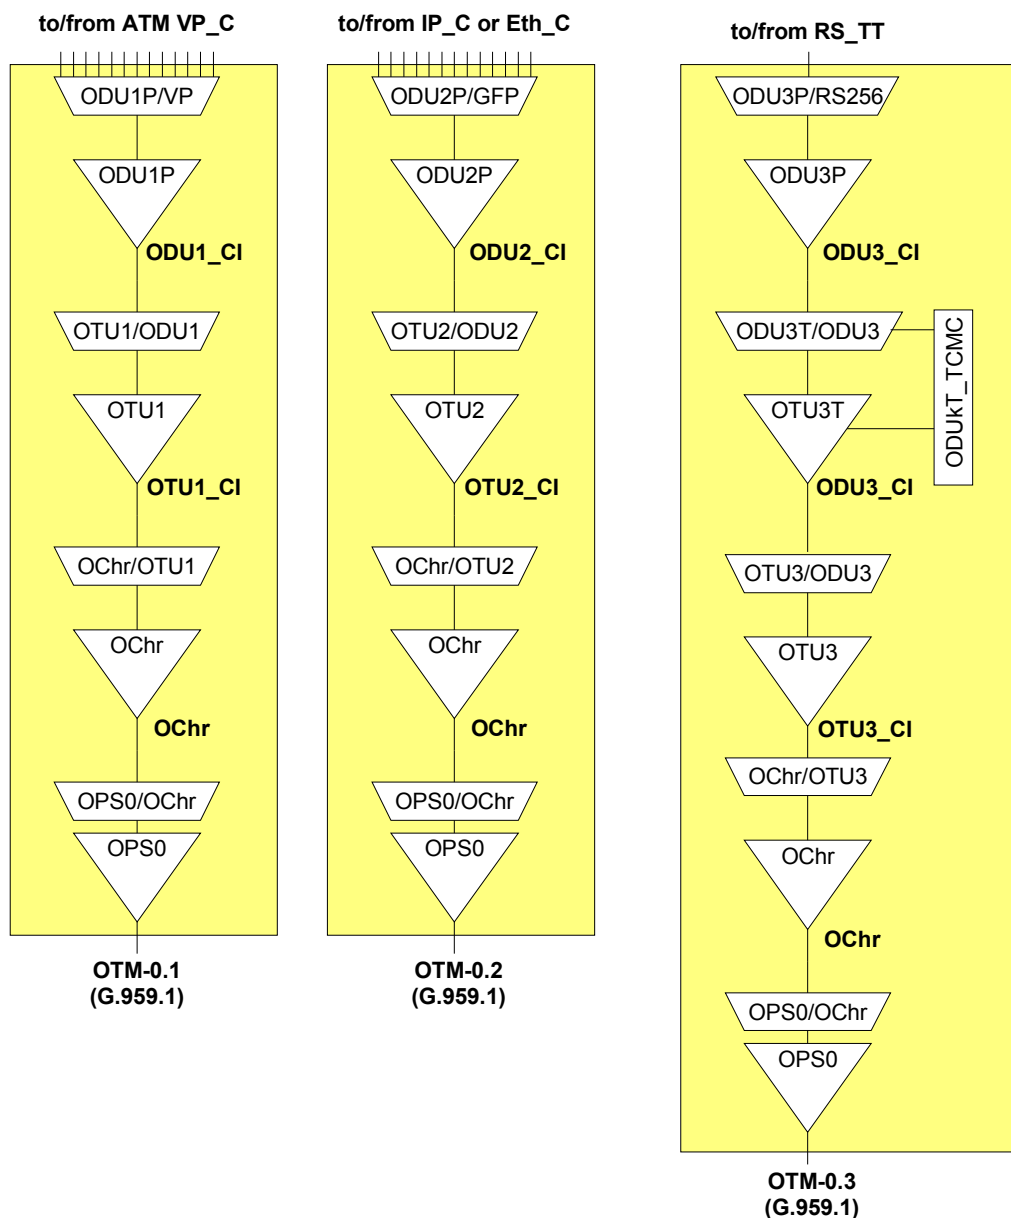 to/from ATM VP_C
ODU1P/VP
ODU1P
ODU1_CI
OTU1/ODU1
OTU1
OTU1_CI
OChr/OTU1
OChr
OChr
OPS0/OChr
OPS0
OTM-0.1
(G.959.1)
to/from IP_C or Eth_C
ODU2P/GFP
ODU2P
ODU2_CI
OTU2/ODU2
OTU2
OTU2_CI
OChr/OTU2
OChr
OChr
OPS0/OChr
OPS0
OTM-0.2
(G.959.1)
to/from RS_TT
ODU3P/RS256
ODU3P
ODU3_CI
ODU3T/ODU3
OTU3T
ODUkT_TCMC
ODU3_CI
OTU3/ODU3
OTU3
OTU3_CI
OChr/OTU3
OChr
OChr
OPS0/OChr
OPS0
OTM-0.3
(G.959.1)